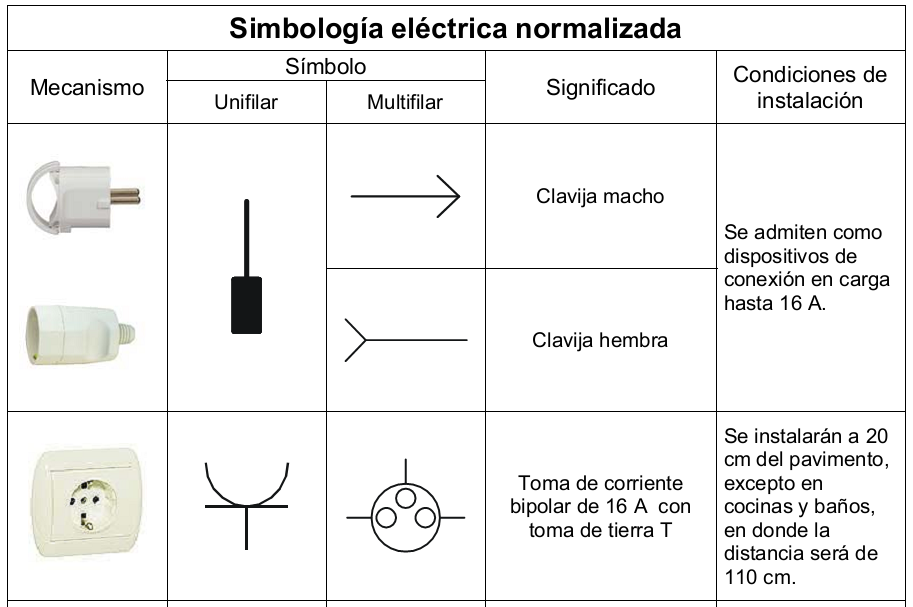 Simbología eléctrica normalizada
Mecanismo
Símbolo
Unifilar
Multifilar
Significado
Condiciones de
instalación
Clavija macho
Clavija hembra
Se admiten como
dispositivos de
conexión en carga
hasta 16 A.
Toma de corriente
bipolar de 16 A con
toma de tierra T
Se instalarán a 20
cm del pavimento,
excepto en
cocinas y baños,
en donde la
distancia será de
110 cm.